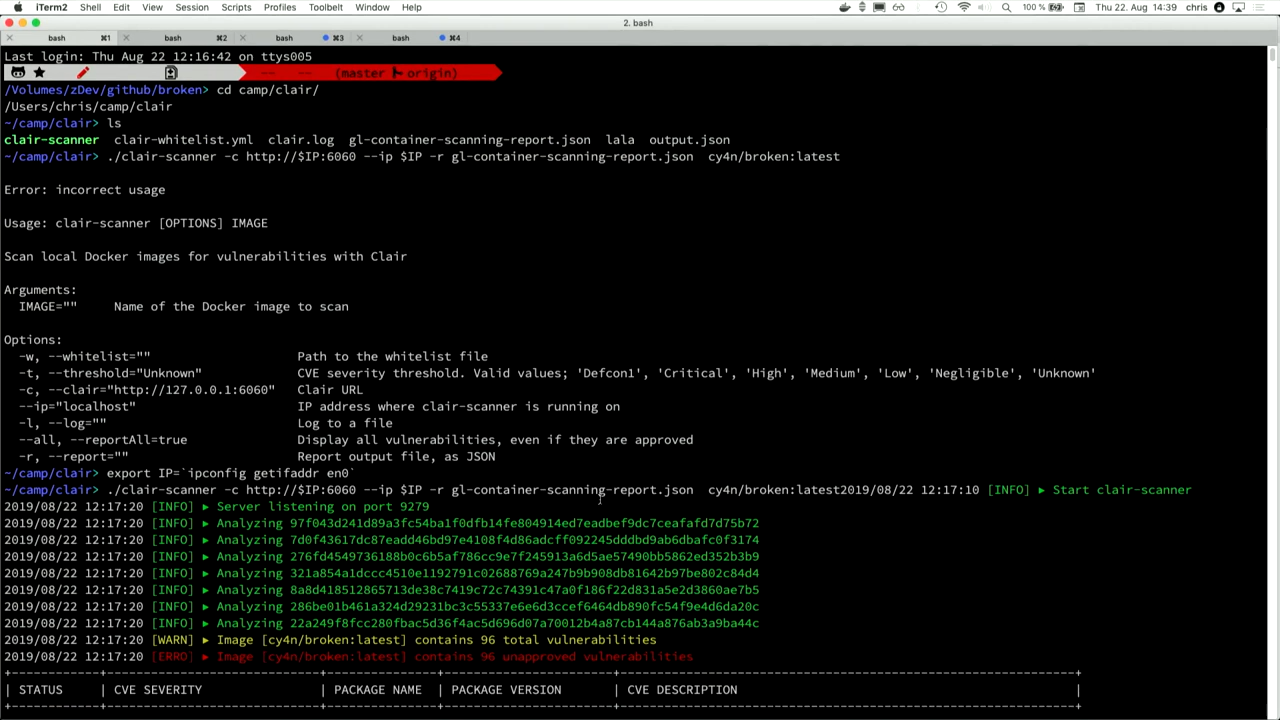 iTerm2 Shell Edit View Session Scripts Profiles Toolbelt Window Help 100 % Thu 22. Aug 14:39 chris
2. bash
bash ⌘1 bash ⌘2 bash ⌘3 bash ⌘4
Last login: Thu Aug 22 12:16:42 on ttys005
(master origin)
/Volumes/zDev/github/broken> cd camp/clair/
/Users/chris/camp/clair
~/camp/clair> ls
clair-scanner clair-whitelist.yml clair.log gl-container-scanning-report.json lala output.json
~/camp/clair> ./clair-scanner -c http://$IP:6060 --ip $IP -r gl-container-scanning-report.json cy4n/broken:latest
Error: incorrect usage
Usage: clair-scanner [OPTIONS] IMAGE
Scan local Docker images for vulnerabilities with Clair
Arguments:
IMAGE="" Name of the Docker image to scan
Options:
-w, --whitelist="" Path to the whitelist file
-t, --threshold="Unknown" CVE severity threshold. Valid values; 'Defcon1', 'Critical', 'High', 'Medium', 'Low', 'Negligible', 'Unknown'
-c, --clair="http://127.0.0.1:6060" Clair URL
--ip="localhost" IP address where clair-scanner is running on
-l, --log="" Log to a file
--all, --reportAll=true Display all vulnerabilities, even if they are approved
-r, --report="" Report output file, as JSON
~/camp/clair> export IP=`ipconfig getifaddr en0`
~/camp/clair> ./clair-scanner -c http://$IP:6060 --ip $IP -r gl-container-scanning-report.json cy4n/broken:latest2019/08/22 12:17:10 [INFO] ▶ Start clair-scanner
2019/08/22 12:17:20 [INFO] ▶ Server listening on port 9279
2019/08/22 12:17:20 [INFO] ▶ Analyzing 97f043d241d89a3fc54ba1f0dfb14fe804914ed7eadbef9dc7ceafafd7d75b72
2019/08/22 12:17:20 [INFO] ▶ Analyzing 7d0f43617dc87eadd46bd97e4108f4d86adcff092245dddbd9ab6dbafc0f3174
2019/08/22 12:17:20 [INFO] ▶ Analyzing 276fd4549736188b0c6b5af786cc9e7f245913a6d5ae57490bb5862ed352b3b9
2019/08/22 12:17:20 [INFO] ▶ Analyzing 321a854a1dccc4510e1192791c02688769a247b9b908db81642b97be802c84d4
2019/08/22 12:17:20 [INFO] ▶ Analyzing 8a8d418512865713de38c7419c72c74391c47a0f186f22d831a5e2d3860ae7b5
2019/08/22 12:17:20 [INFO] ▶ Analyzing 286be01b461a324d29231bc3c55337e6e6d3ccef6464db890fc54f9e4d6da20c
2019/08/22 12:17:20 [INFO] ▶ Analyzing 22a249f8fcc280fbac5d36f4ac5d696d07a70012b4a87cb144a876ab3a9ba44c
2019/08/22 12:17:20 [WARN] ▶ Image [cy4n/broken:latest] contains 96 total vulnerabilities
2019/08/22 12:17:20 [ERRO] ▶ Image [cy4n/broken:latest] contains 96 unapproved vulnerabilities
| STATUS | CVE SEVERITY | PACKAGE NAME | PACKAGE VERSION | CVE DESCRIPTION |